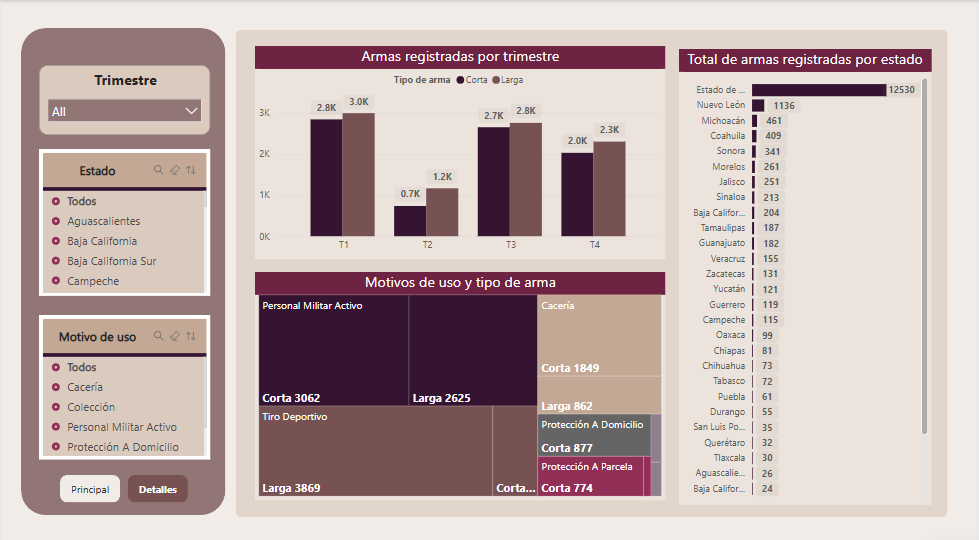 Trimestre
All
Estado
Todos
Aguascalientes
Baja California
Baja California Sur
Campeche
Motivo de uso
Todos
Cacería
Colección
Personal Militar Activo
Protección A Domicilio
Principal
Detalles
Armas registradas por trimestre
Tipo de arma Corta Larga
3K
2K
1K
0K
2.8K 3.0K
0.7K 1.2K
2.7K 2.8K
2.0K 2.3K
T1 T2 T3 T4
Motivos de uso y tipo de arma
Personal Militar Activo
Corta 3062
Larga 2625
Tiro Deportivo
Larga 3869
Corta...
Cacería
Corta 1849
Larga 862
Protección A Domicilio
Corta 877
Protección A Parcela
Corta 774
Total de armas registradas por estado
Estado de ... 12530
Nuevo León 1136
Michoacán 461
Coahuila 409
Sonora 341
Morelos 261
Jalisco 251
Sinaloa 213
Baja Califor... 204
Tamaulipas 187
Guanajuato 182
Veracruz 155
Zacatecas 131
Yucatán 121
Guerrero 119
Campeche 115
Oaxaca 99
Chiapas 81
Chihuahua 73
Tabasco 72
Puebla 61
Durango 55
San Luis Po... 35
Querétaro 32
Tlaxcala 30
Aguascalie... 26
Baja Califor... 24